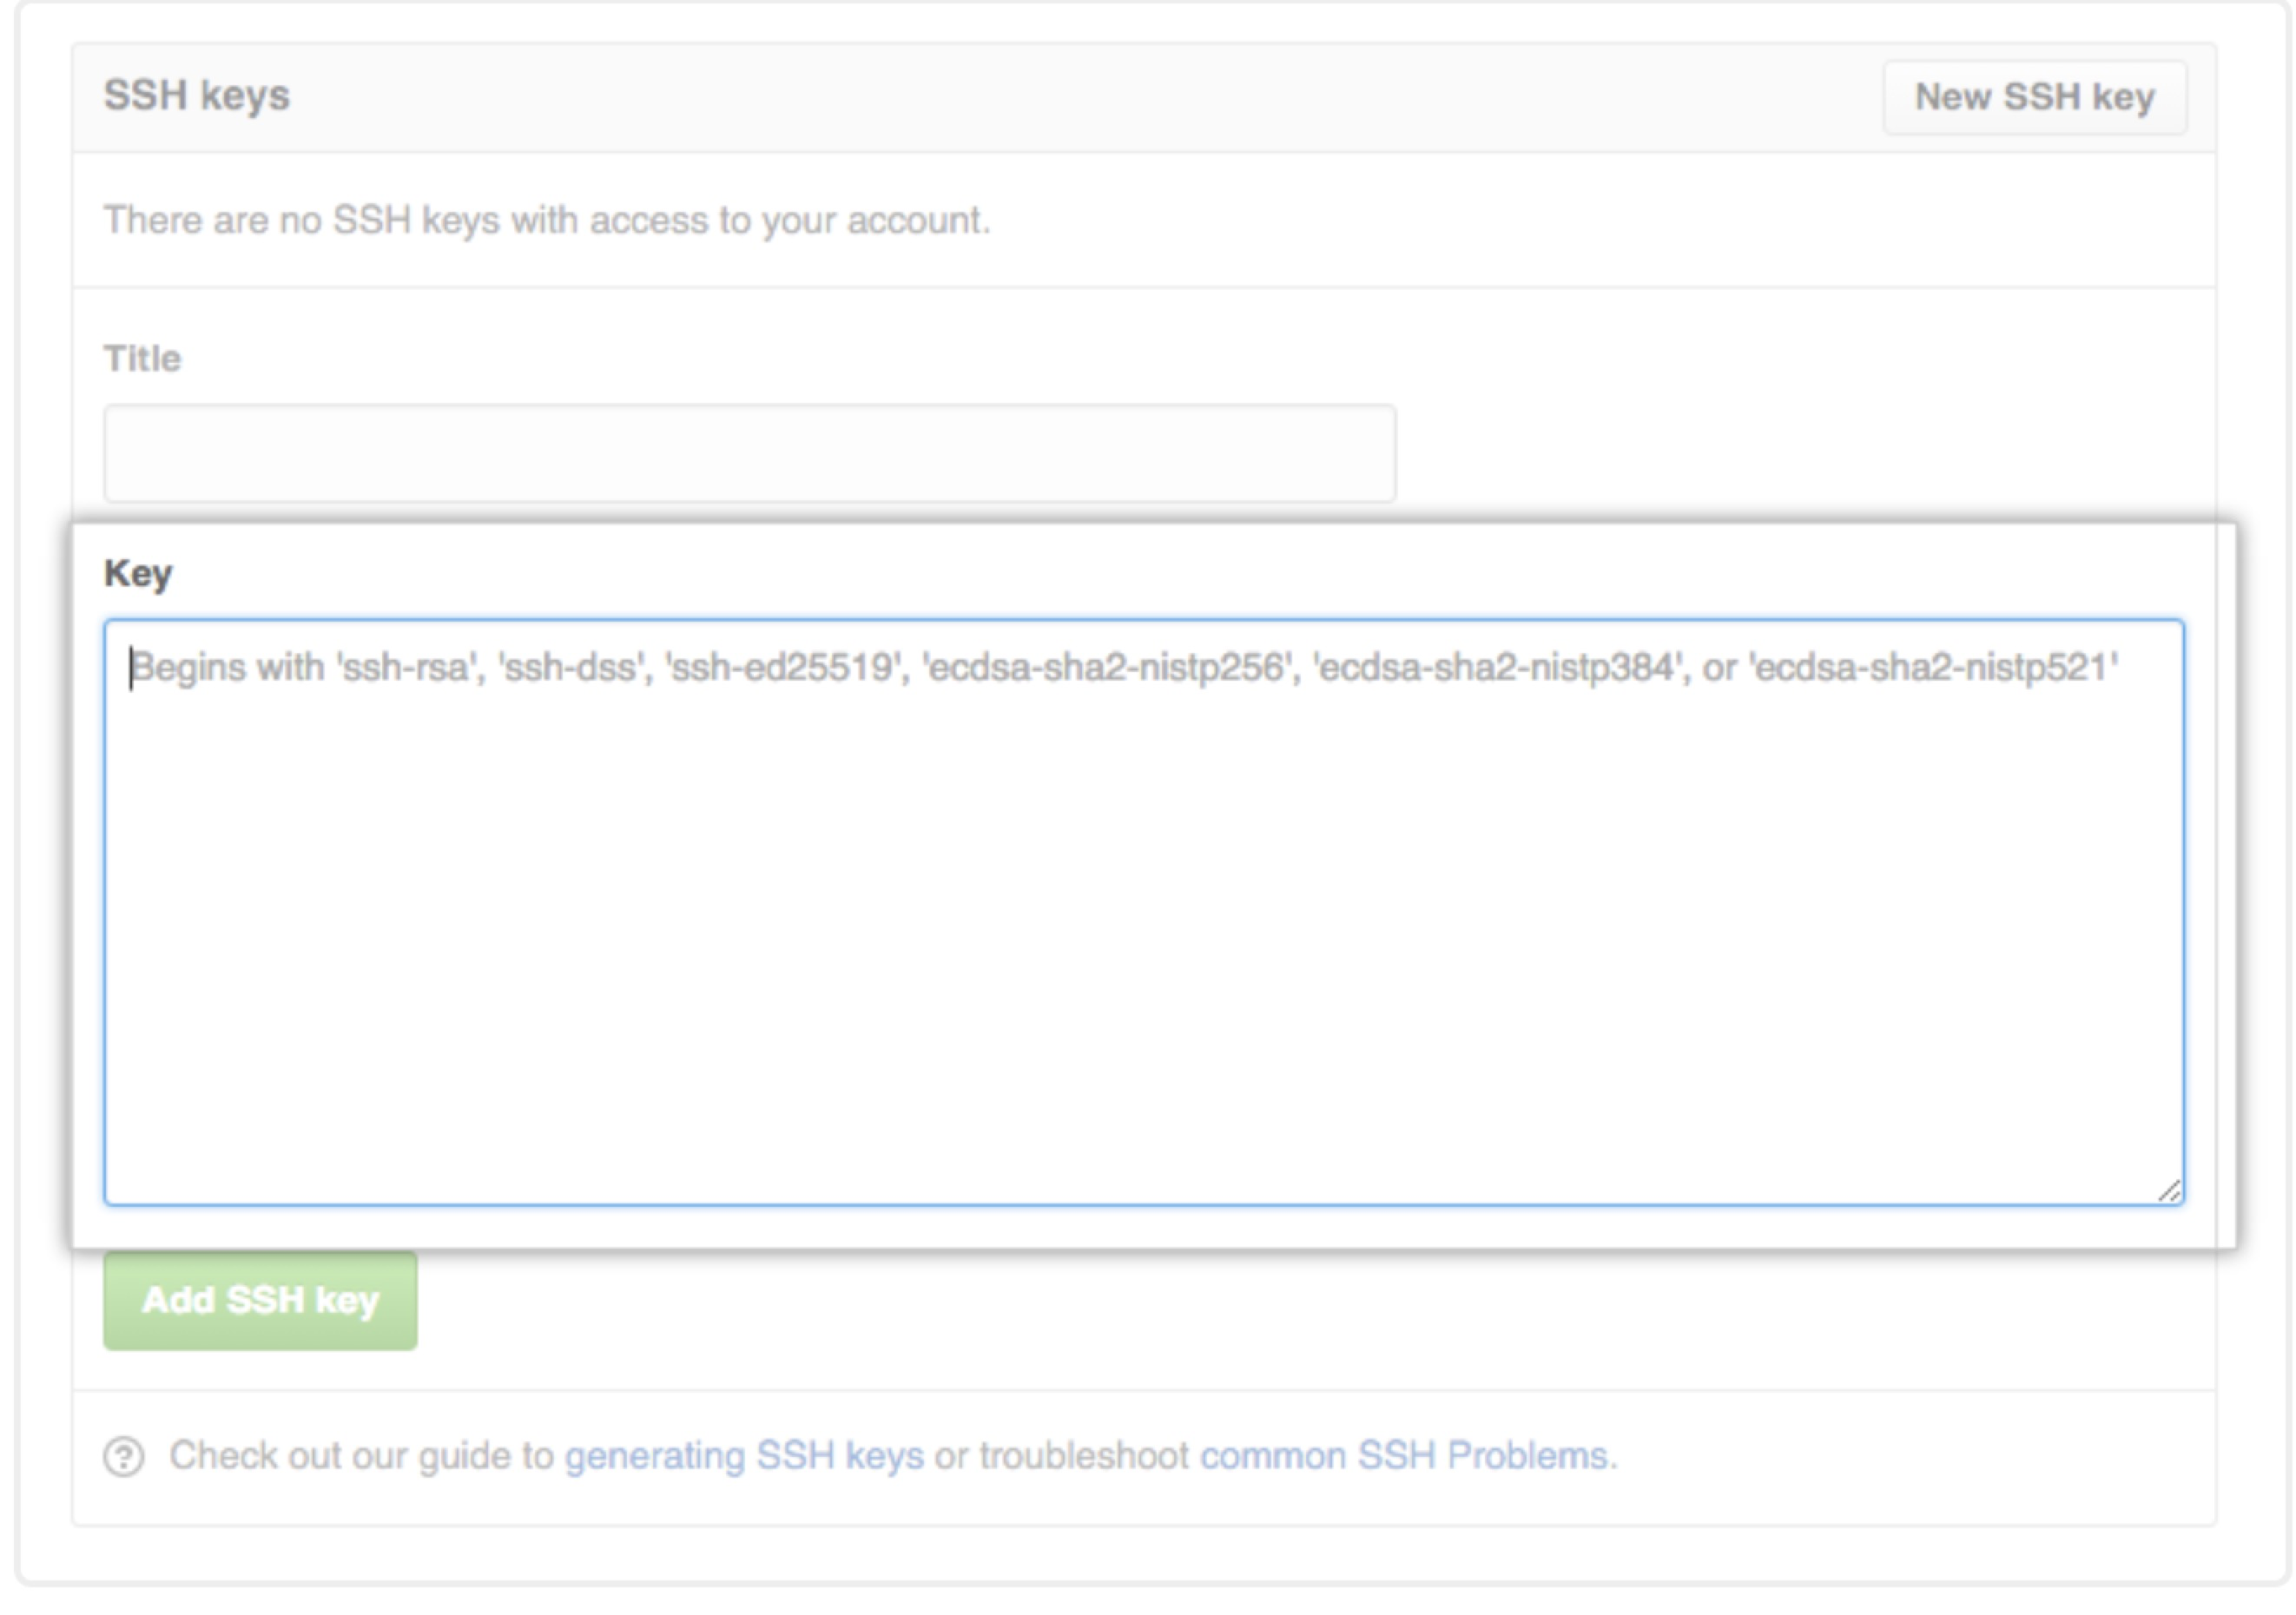 SSH keys
New SSH key
There are no SSH keys with access to your account.
Title
Key
Begins with 'ssh-rsa', 'ssh-dss', 'ssh-ed25519', 'ecdsa-sha2-nistp256', 'ecdsa-sha2-nistp384', or 'ecdsa-sha2-nistp521'
Add SSH key
? Check out our guide to generating SSH keys or troubleshoot common SSH Problems.